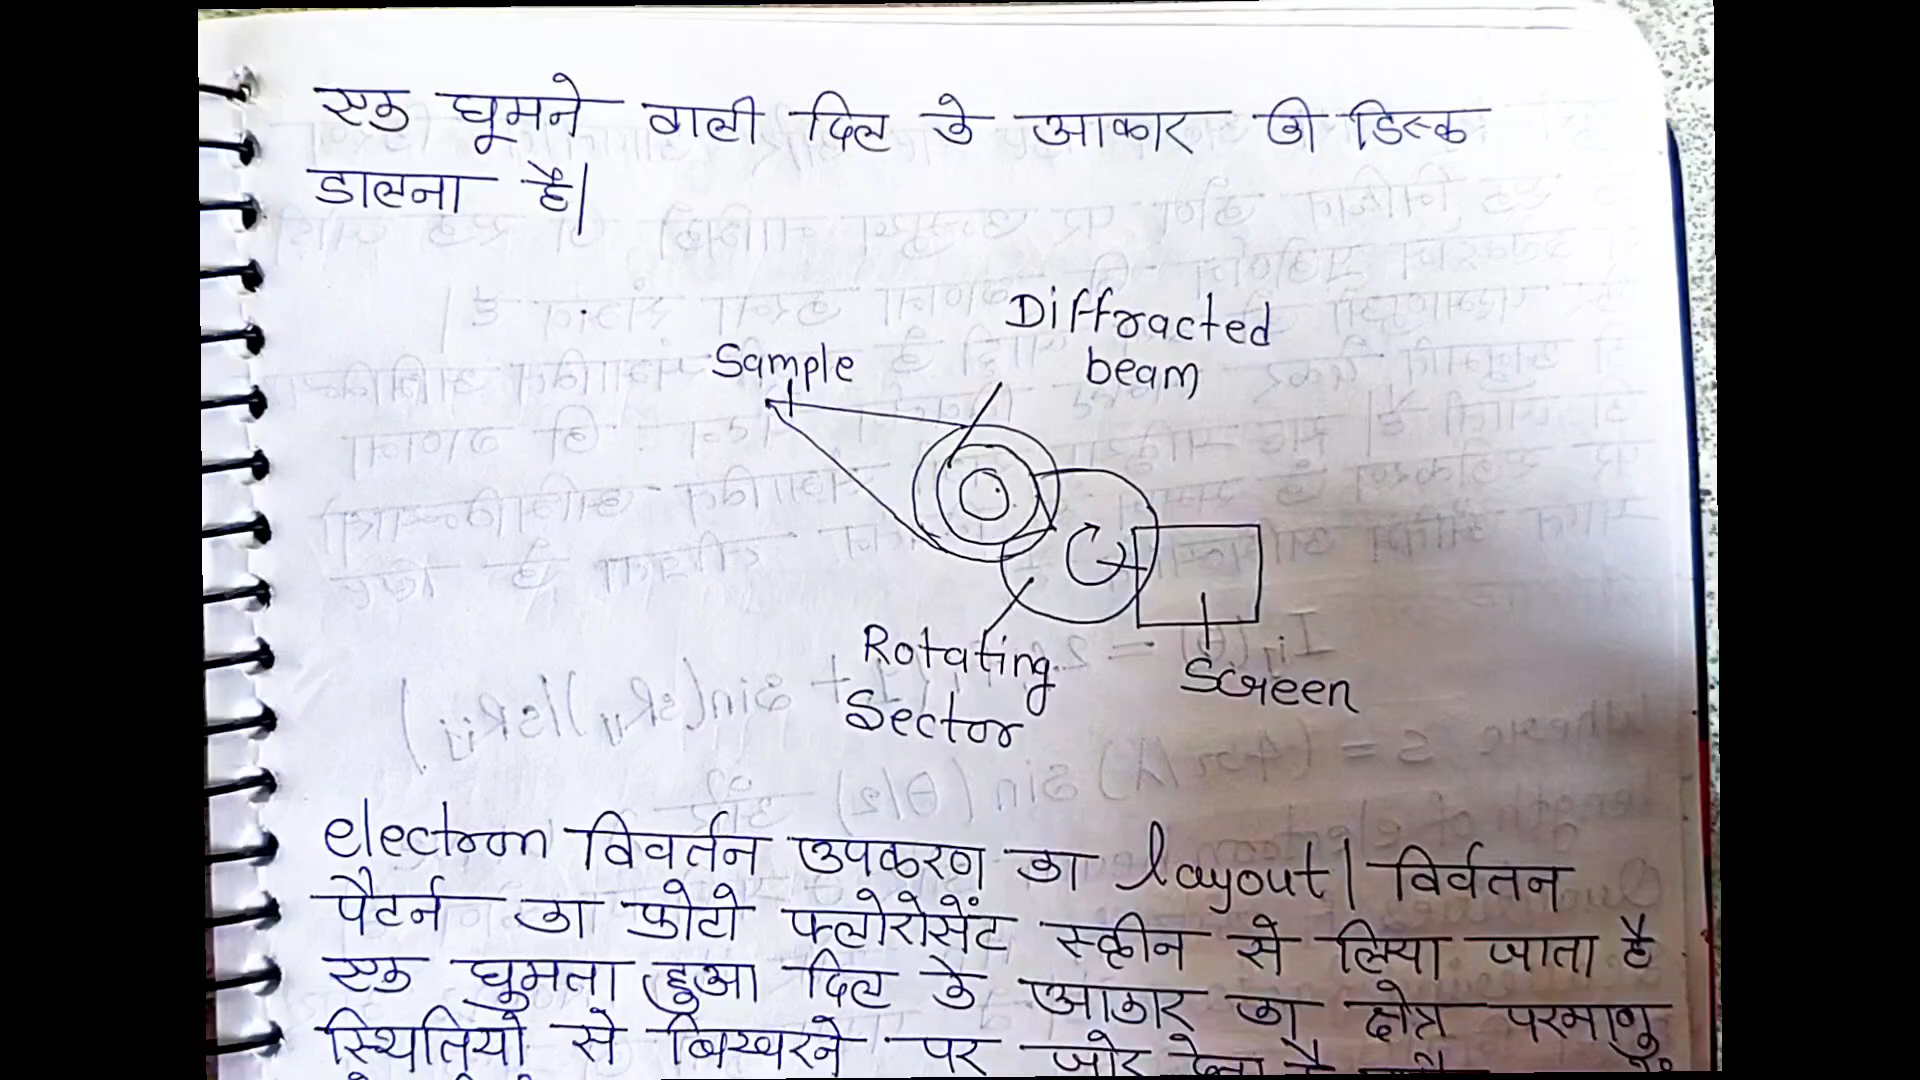 एक घूमने वाली दिल के आकार की डिस्क
डालना है|
Diffracted
beam
Sample
Rotating
Sector
Screen
electron विवर्तन उपकरण का layout| विर्वतन
पैटर्न का फोटो फ्लोरोसेंट स्क्रीन से लिया जाता है
एक घुमता हुआ दिल के आकार का क्षेत्र परमाणु
स्थितियों से बिखरने पर जोर देता है